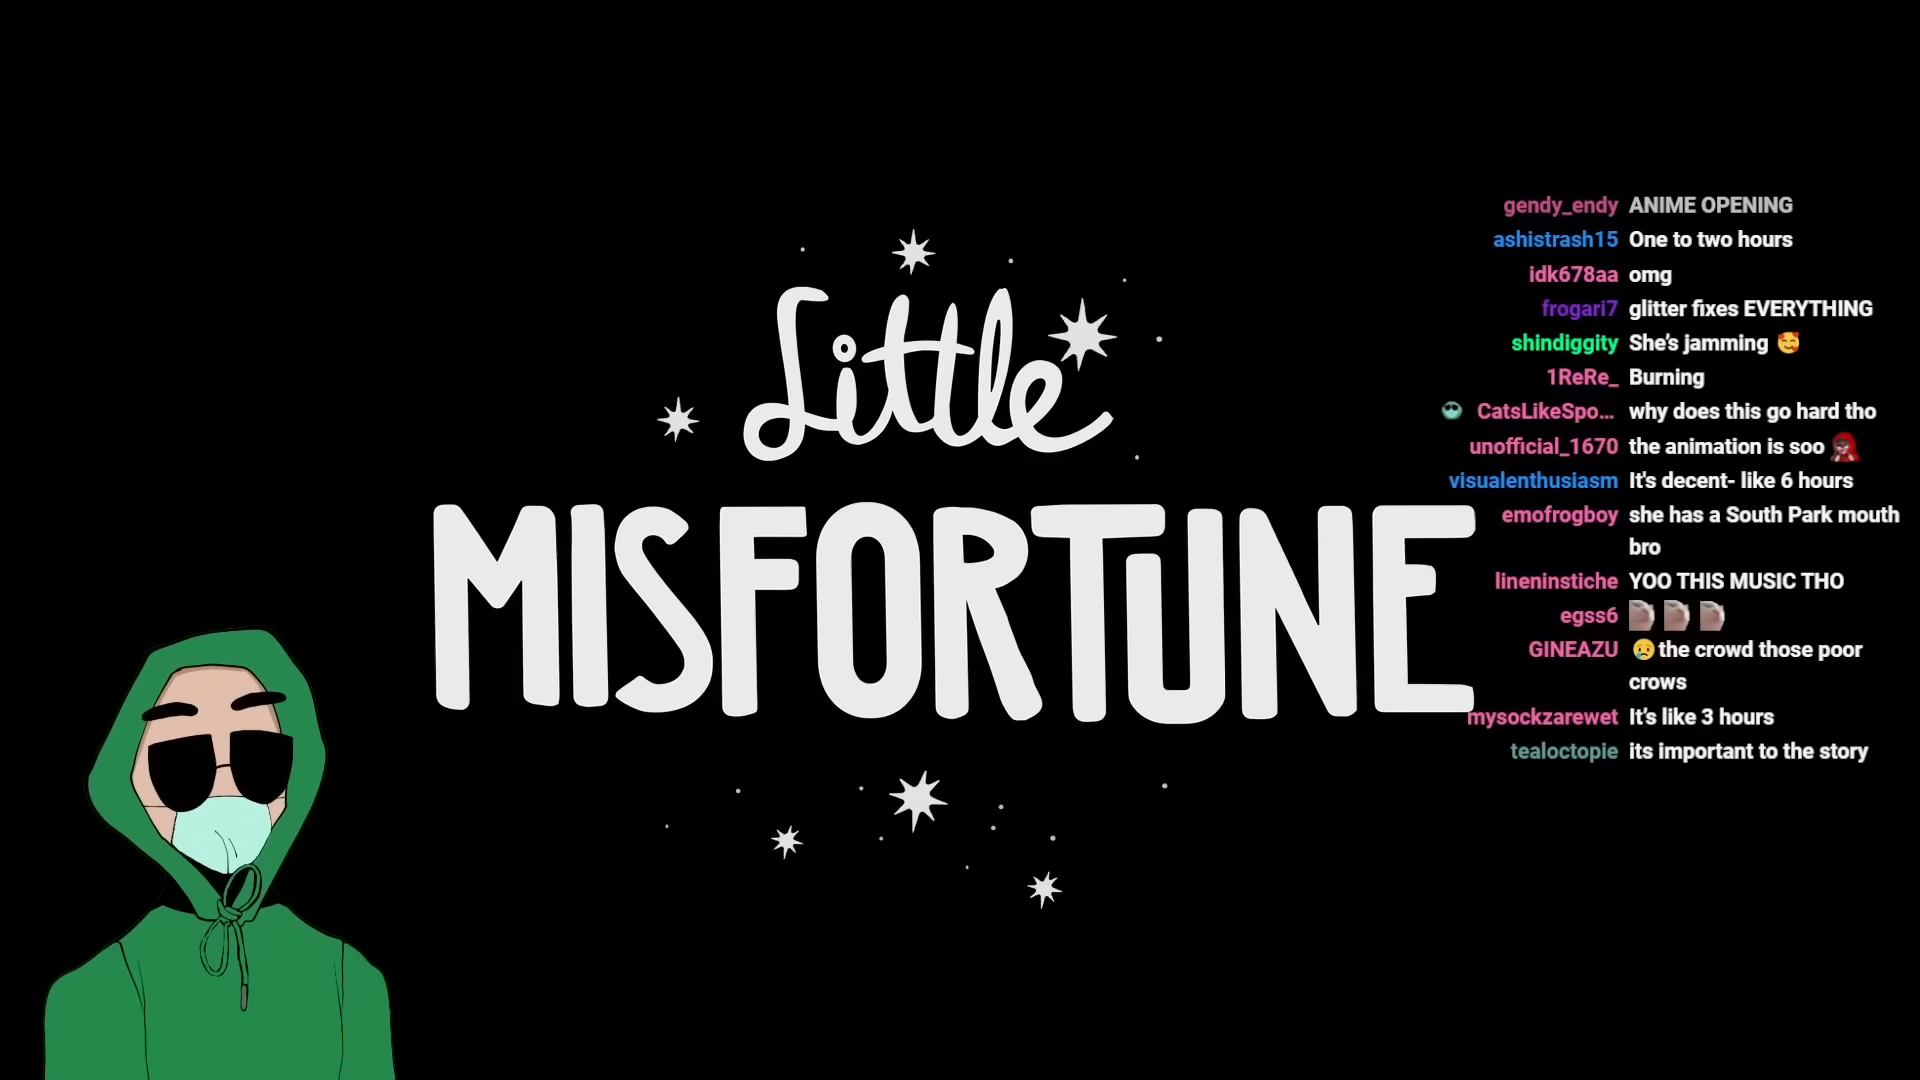 Little
MISFORTUNE
gendy_endy ANIME OPENING
ashistrash15 One to two hours
idk678aa omg
frogari7 glitter fixes EVERYTHING
shindiggity She’s jamming 🥰
1ReRe_ Burning
CatsLikeSpo... why does this go hard tho
unofficial_1670 the animation is soo
visualenthusiasm It's decent- like 6 hours
emofrogboy she has a South Park mouth
bro
lineninstiche YOO THIS MUSIC THO
egss6
GINEAZU 😢the crowd those poor
crows
mysockzarewet It’s like 3 hours
tealoctopie its important to the story